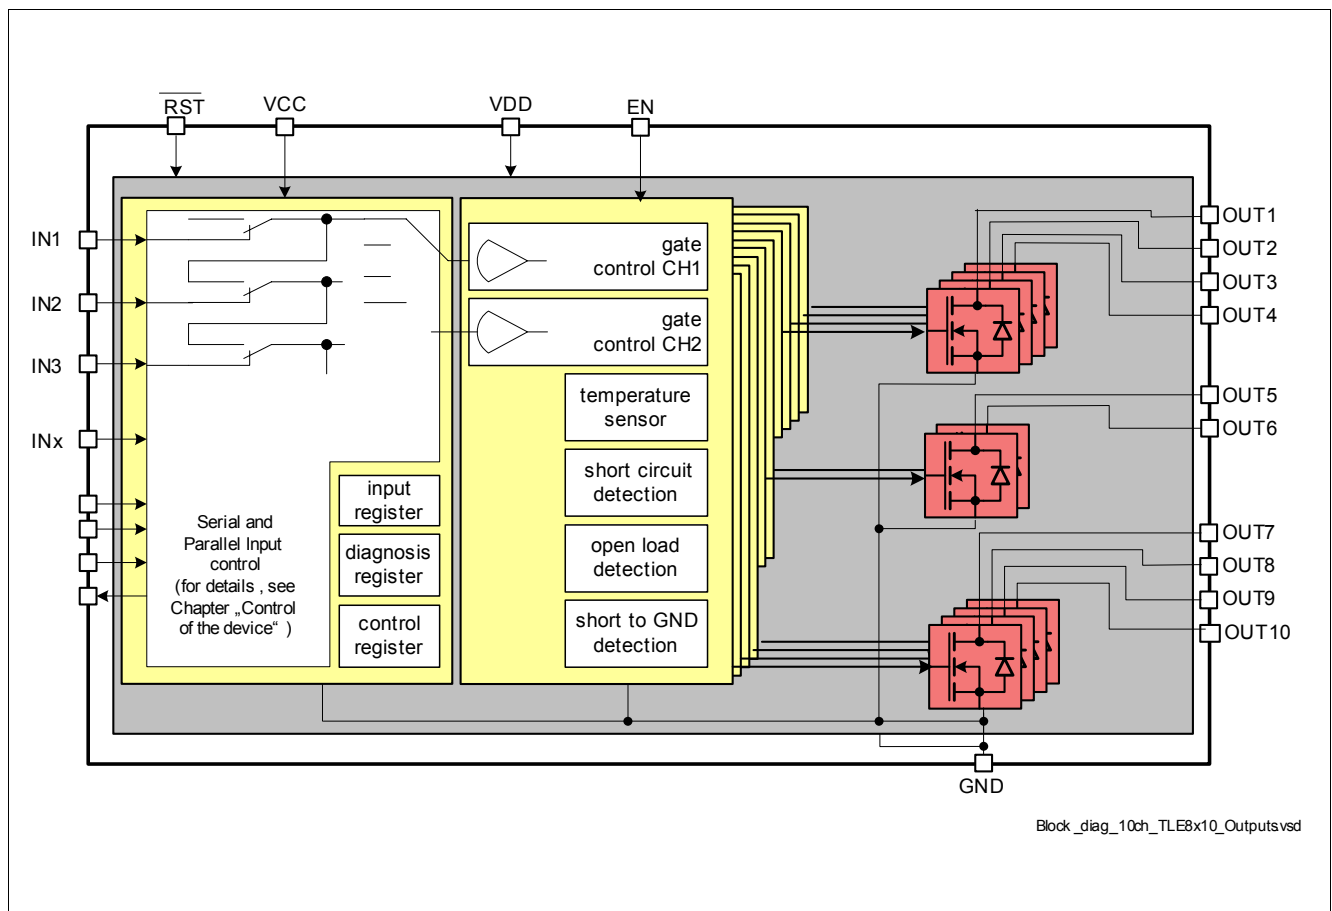 RST VCC VDD EN
IN1
IN2
IN3
INx
gate
control CH1
gate
control CH2
temperature
sensor
short circuit
detection
open load
detection
short to GND
detection
input
register
diagnosis
register
control
register
Serial and
Parallel Input
control
(for details , see
Chapter „Control
of the device“ )
OUT1
OUT2
OUT3
OUT4
OUT5
OUT6
OUT7
OUT8
OUT9
OUT10
GND
Block_diag_10ch_TLE8x10_Outputs.vsd